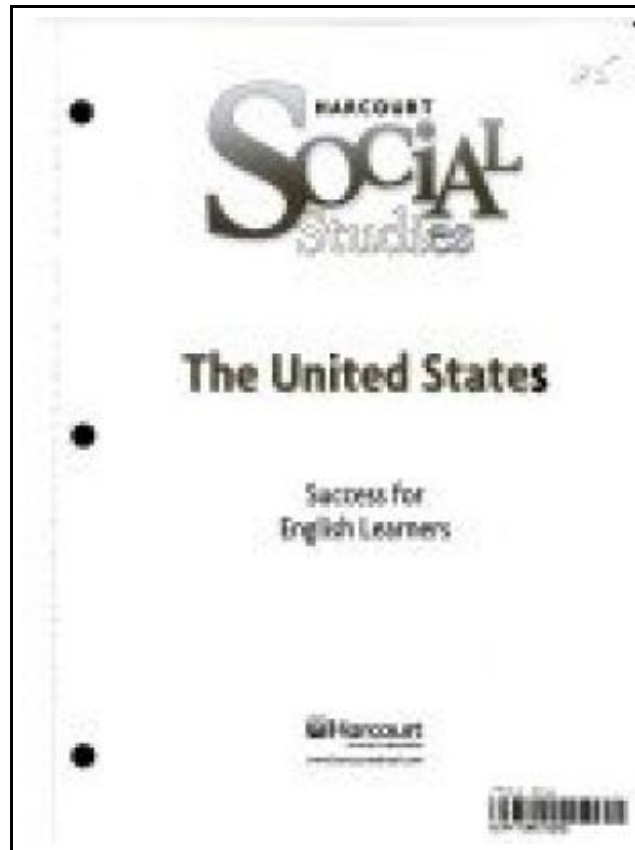 HARCOURT
SOCiAL
Studies
The United States
Success for
English Learners
Harcourt